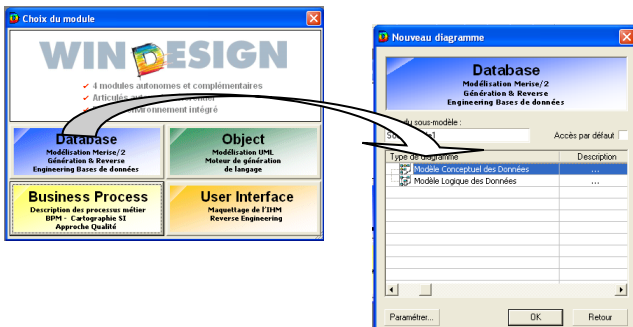 Choix du module
WIN DESIGN
4 modules autonomes et complémentaires
Articulés auto
environnement intégré
Database
Modélisation Merise/2
Génération & Reverse
Engineering Bases de données
Object
Modélisation UML
Moteur de génération
de langage
Business Process
Description des processus métier
BPM - Cartographie SI
Approche Qualité
User Interface
Maquettage de l'IHM
Reverse Engineering
Nouveau diagramme
Database
Modélisation Merise/2
Génération & Reverse
Engineering Bases de données
du sous-modèle :
Accès par défaut
Type de diagramme
Description
Modèle Conceptuel des Données
...
Modèle Logique des Données
...
Paramétrer...
OK
Retour